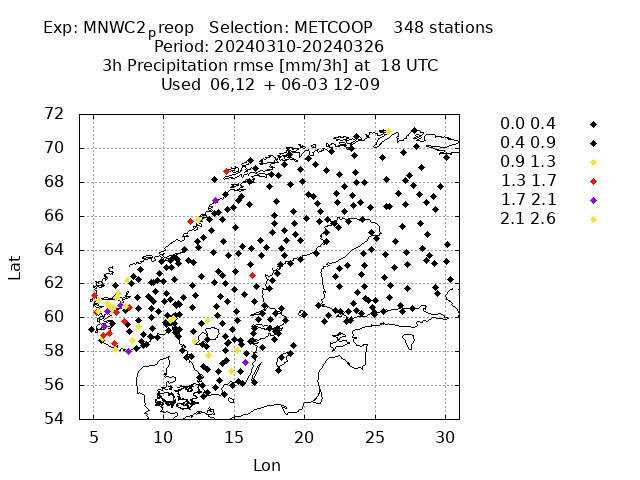 Exp: MNWC2preop   Selection: METCOOP    348 stations
Period: 20240310-20240326
3h Precipitation rmse [mm/3h] at  18 UTC
Used  06,12  + 06-03 12-09
72
70
68
66
64
62
60
58
56
54
5 10 15 20 25 30
Lat
Lon
0.0 0.4
0.4 0.9
0.9 1.3
1.3 1.7
1.7 2.1
2.1 2.6